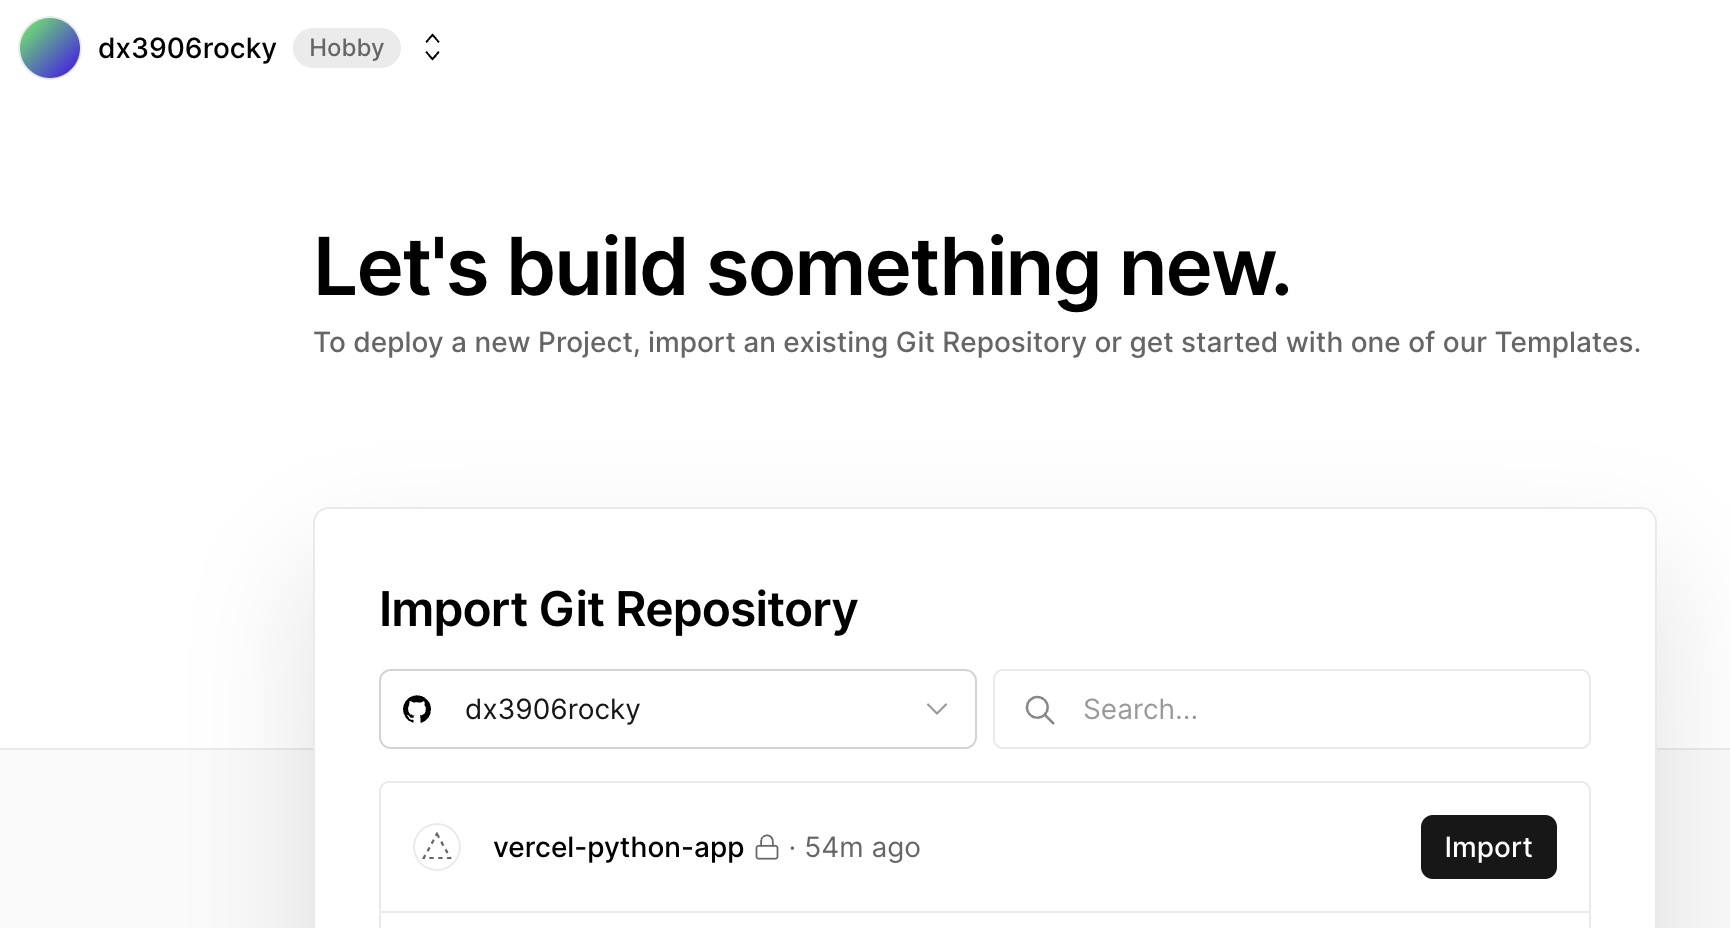 dx3906rocky Hobby
Let's build something new.
To deploy a new Project, import an existing Git Repository or get started with one of our Templates.
Import Git Repository
dx3906rocky Search...
vercel-python-app · 54m ago Import